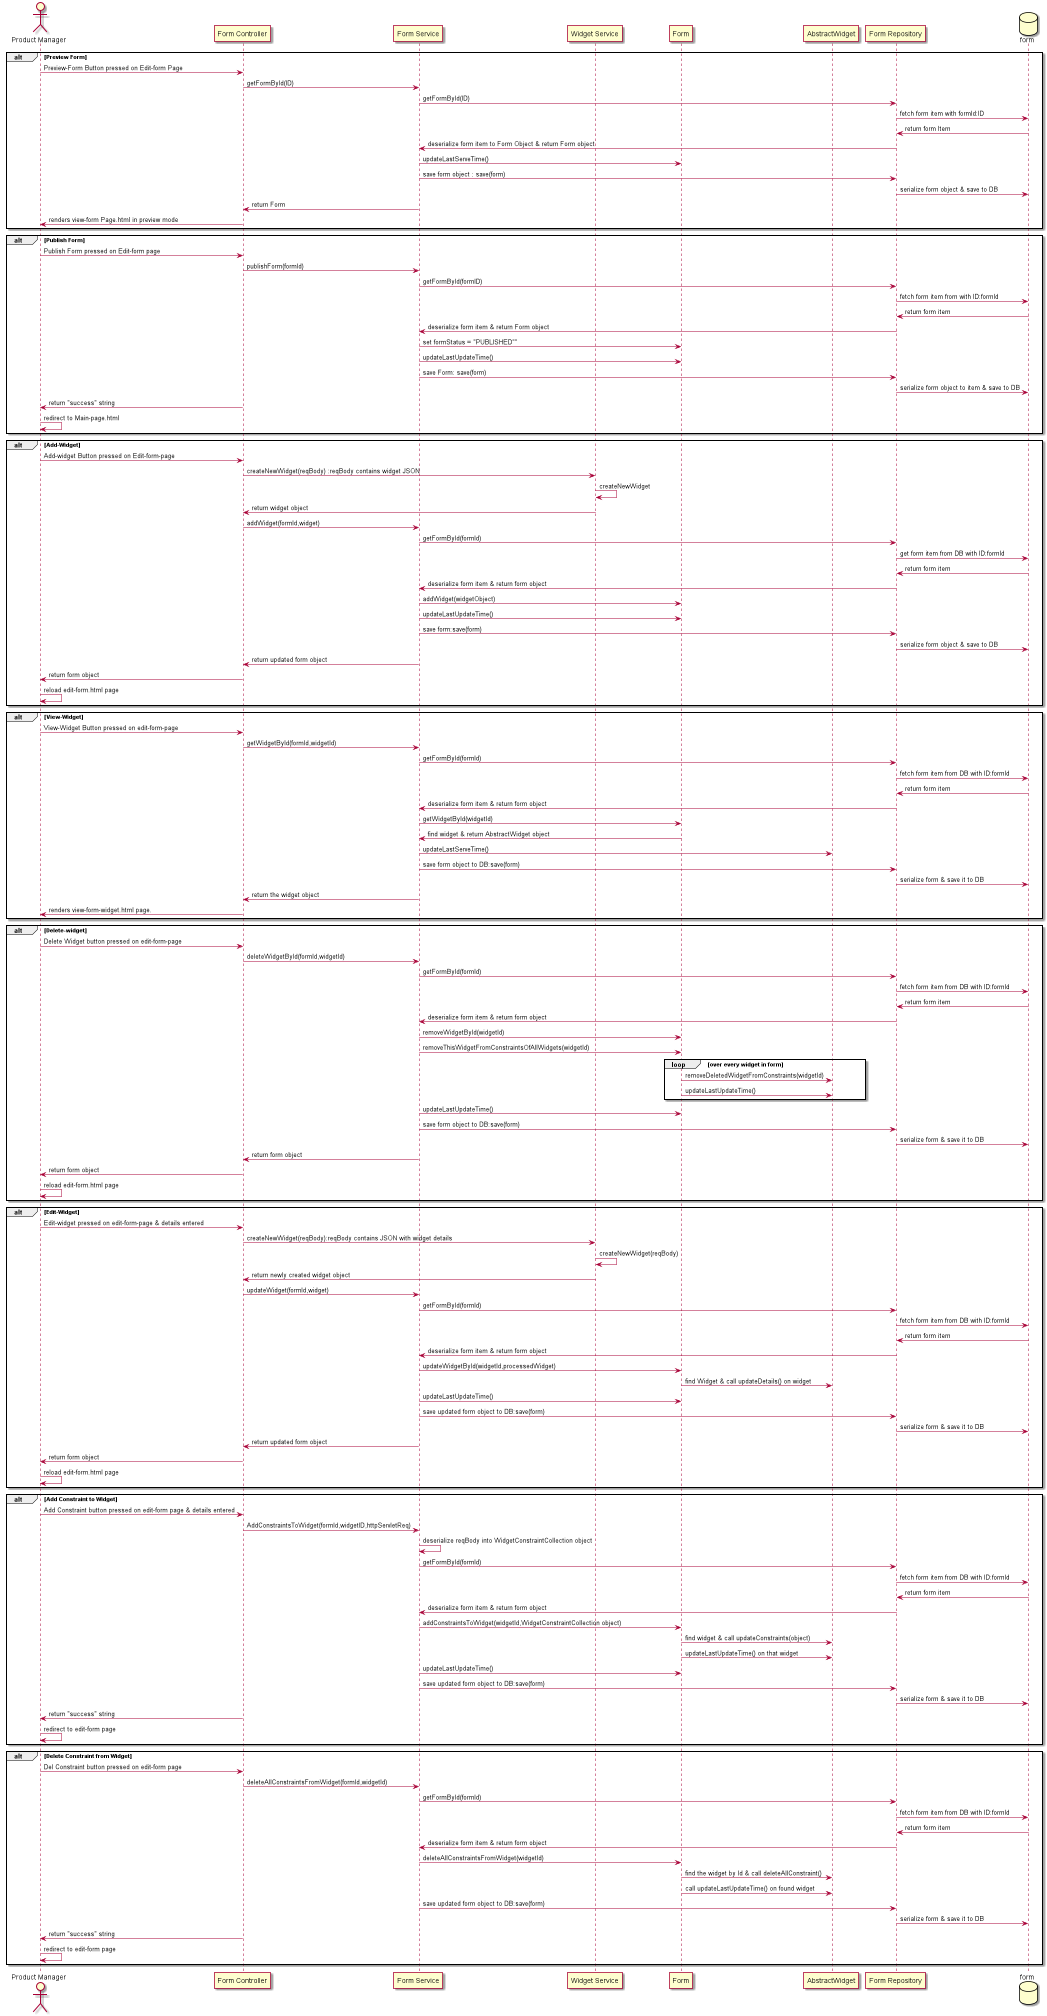 Product Manager
Form Controller
Form Service
Widget Service
Form
AbstractWidget
Form Repository
form
alt
[Preview Form]
Preview-Form Button pressed on Edit-form Page
getFormById(ID)
getFormById(ID)
fetch form item with formId:ID
return form Item
deserialize form item to Form Object & return Form object
updateLastServeTime()
save form object : save(form)
serialize form object & save to DB
return Form
renders view-form Page.html in preview mode
alt
[Publish Form]
Publish Form pressed on Edit-form page
publishForm(formId)
getFormById(formID)
fetch form item from with ID:formId
return form item
deserialize form item & return Form object
set formStatus = "PUBLISHED""
updateLastUpdateTime()
save Form: save(form)
serialize form object to item & save to DB
return "success" string
redirect to Main-page.html
alt
[Add-Widget]
Add-widget Button pressed on Edit-form-page
createNewWidget(reqBody) :reqBody contains widget JSON
createNewWidget
return widget object
addWidget(formId,widget)
getFormById(formId)
get form item from DB with ID:formId
return form item
deserialize form item & return form object
addWidget(widgetObject)
updateLastUpdateTime()
save form:save(form)
serialize form object & save to DB
return updated form object
return form object
reload edit-form.html page
alt
[View-Widget]
View-Widget Button pressed on edit-form-page
getWidgetById(formId,widgetId)
getFormById(formId)
fetch form item from DB with ID:formId
return form item
deserialize form item & return form object
getWidgetById(widgetId)
find widget & return AbstractWidget object
updateLastServeTime()
save form object to DB:save(form)
serialize form & save it to DB
return the widget object
renders view-form-widget html page.
alt
[Delete-widget]
Delete Widget button pressed on edit-form-page
deleteWidgetById(formId,widgetId)
getFormById(formId)
fetch form item from DB with ID:formId
return form item
deserialize form item & return form object
removeWidgetById(widgetId)
removeThisWidgetFromConstraintsOfAllWidgets(widgetId)
loop
[over every widget in form]
removeDeletedWidgetFromConstraints(widgetId)
updateLastUpdateTime()
updateLastUpdateTime()
save form object to DB:save(form)
serialize form & save it to DB
return form object
return form object
reload edit-form.html page
alt
[Edit-Widget]
Edit-widget pressed on edit-form-page & details entered
createNewWidget(reqBody):reqBody contains JSON with widget details
createNewWidget(reqBody)
return newly created widget object
updateWidget(formId,widget)
getFormById(formId)
fetch form item from DB with ID:formId
return form item
deserialize form item & return form object
updateWidgetById(widgetId,processedWidget)
find Widget & call updateDetails() on widget
updateLastUpdateTime()
save updated form object to DB:save(form)
serialize form & save it to DB
return updated form object
return form object
reload edit-form.html page
alt
[Add Constraint to Widget]
Add Constraint button pressed on edit-form page & details entered
AddConstraintsToWidget(formId,widgetID,httpServletReq)
deserialize reqBody into WidgetConstraintCollection object
getFormById(formId)
fetch form item from DB with ID:formId
return form item
deserialize form item & return form object
addConstraintsToWidget(widgetId,WidgetConstraintCollection object)
find widget & call updateConstraints(object)
updateLastUpdateTime() on that widget
updateLastUpdateTime()
save updated form object to DB:save(form)
serialize form & save it to DB
return "success" string
redirect to edit-form page
alt
[Delete Constraint from Widget]
Del Constraint button pressed on edit-form page
deleteAllConstraintsFromWidget(formId,widgetId)
getFormById(formId)
fetch form item from DB with ID:formId
return form item
deserialize form item & return form object
deleteAllConstraintsFromWidget(widgetId)
find the widget by Id & call deleteAllConstraint()
call updateLastUpdateTime() on found widget
save updated form object to DB:save(form)
serialize form & save it to DB
return "success" string
redirect to edit-form page
Product Manager
Form Controller
Form Service
Widget Service
Form
AbstractWidget
Form Repository
form